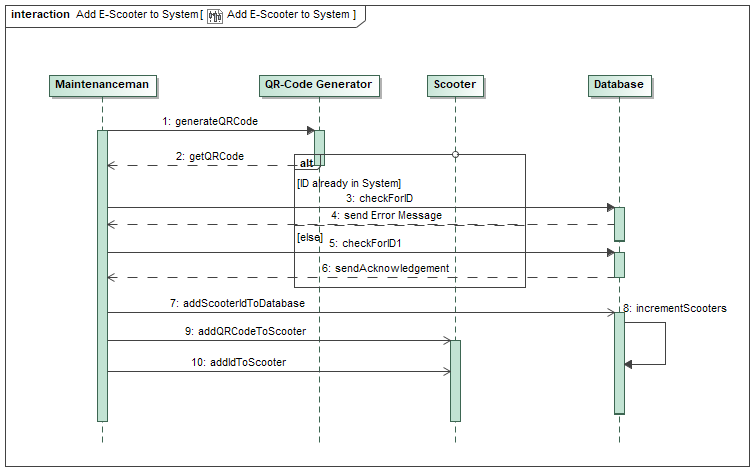 interaction Add E-Scooter to System [ Add E-Scooter to System ]
Maintenanceman
QR-Code Generator
Scooter
Database
1: generateQRCode
2: getQRCode
alt
[ID already in System]
3: checkForID
4: send Error Message
[else]
5: checkForID1
6: sendAcknowledgement
7: addScooterIdToDatabase
8: incrementScooters
9: addQRCodeToScooter
10: addIdToScooter